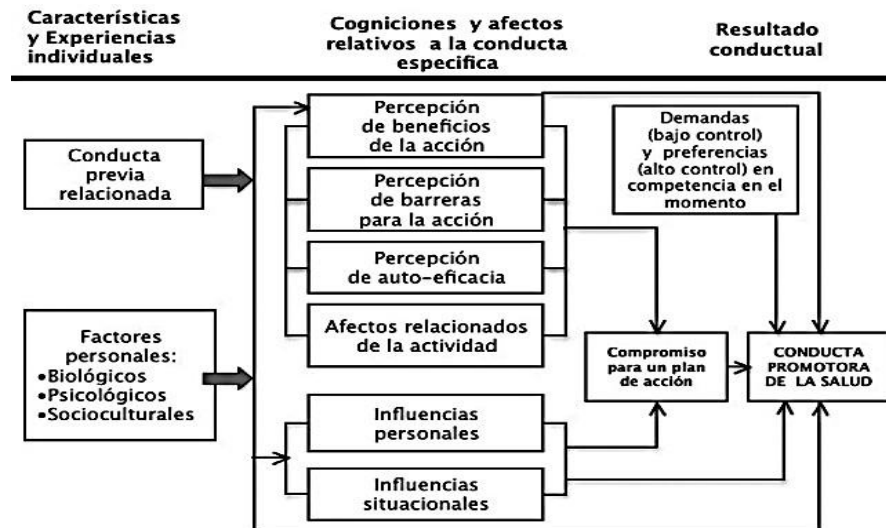 Características
y Experiencias
individuales
Cogniciones y afectos
relativos a la conducta
especifica
Resultado
conductual
Conducta
previa
relacionada
Factores
personales:
•Biológicos
•Psicológicos
•Socioculturales
Percepción
de beneficios
de la acción
Percepción
de barreras
para la acción
Percepción
de auto-eficacia
Afectos relacionados
de la actividad
Influencias
personales
Influencias
situacionales
Demandas
(bajo control)
y preferencias
(alto control) en
competencia en el
momento
Compromiso
para un plan
de acción
CONDUCTA
PROMOTORA
DE LA SALUD